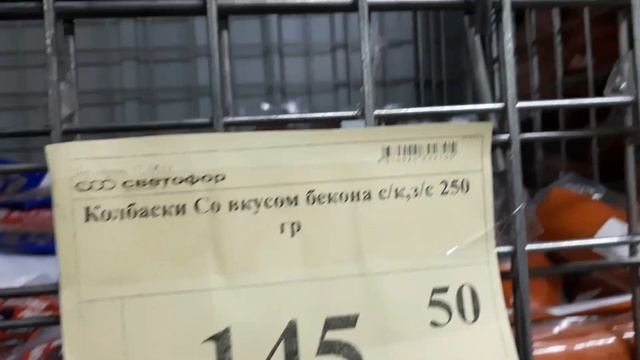 светофор
Колбаски Со вкусом бекона с/к,з/с 250
гр
145 50